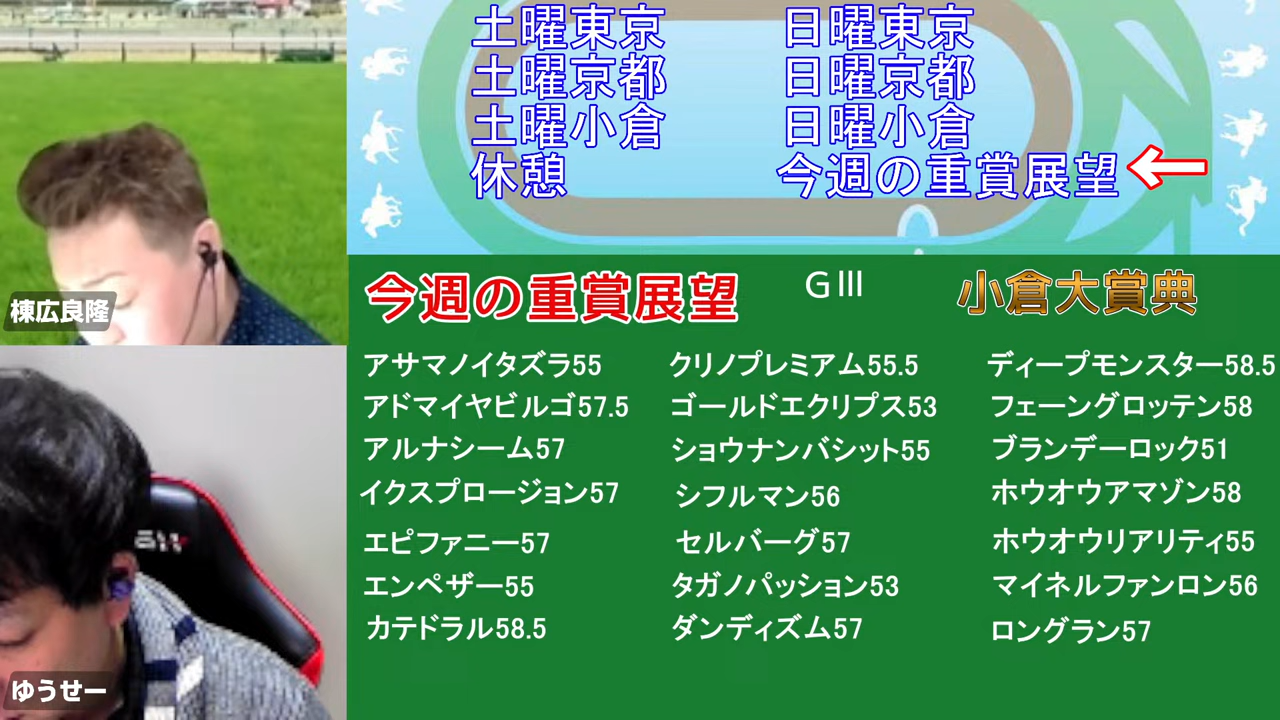 土曜東京 日曜東京
土曜京都 日曜京都
土曜小倉 日曜小倉
休憩 今週の重賞展望
今週の重賞展望 GⅢ 小倉大賞典
棟広良隆
アサマノイタズラ55 クリノプレミアム55.5 ディープモンスター58.5
アドマイヤビルゴ57.5 ゴールドエクリプス53 フェーングロッテン58
アルナシーム57 ショウナンバシット55 ブランデーロック51
イクスプロージョン57 シフルマン56 ホウオウアマゾン58
エピファニー57 セルバーグ57 ホウオウリアリティ55
エンペザー55 タガノパッション53 マイネルファンロン56
カテドラル58.5 ダンディズム57 ロングラン57
ゆうせー